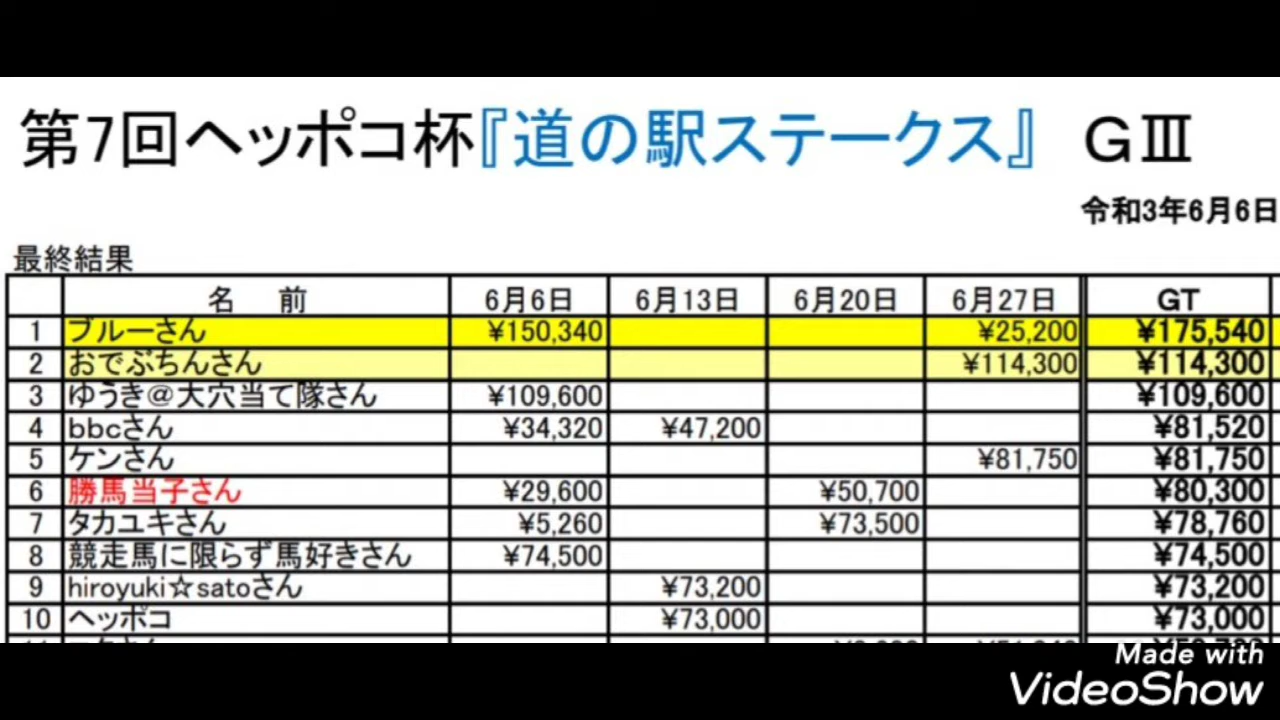 第7回ヘッポコ杯『道の駅ステークス』 GⅢ
令和3年6月6日
最終結果
名 前 6月6日 6月13日 6月20日 6月27日 GT
1 ブルーさん ¥150,340 ¥25,200 ¥175,540
2 おでぶちんさん ¥114,300 ¥114,300
3 ゆうき@大穴当て隊さん ¥109,600 ¥109,600
4 bbcさん ¥34,320 ¥47,200 ¥81,520
5 ケンさん ¥81,750 ¥81,750
6 勝馬当子さん ¥29,600 ¥50,700 ¥80,300
7 タカユキさん ¥5,260 ¥73,500 ¥78,760
8 競走馬に限らず馬好きさん ¥74,500 ¥74,500
9 hiroyuki☆satoさん ¥73,200 ¥73,200
10 ヘッポコ ¥73,000 ¥73,000
Made with
VideoShow